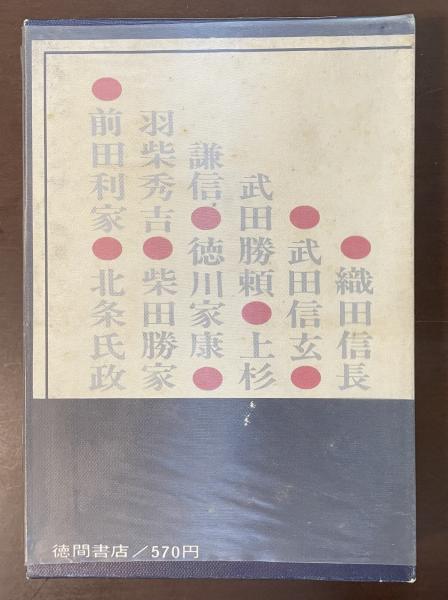 ●織田信長
●武田信玄●
武田勝頼●上杉
謙信●徳川家康●
羽柴秀吉●柴田勝家
●前田利家●北条氏政
徳間書店/570円